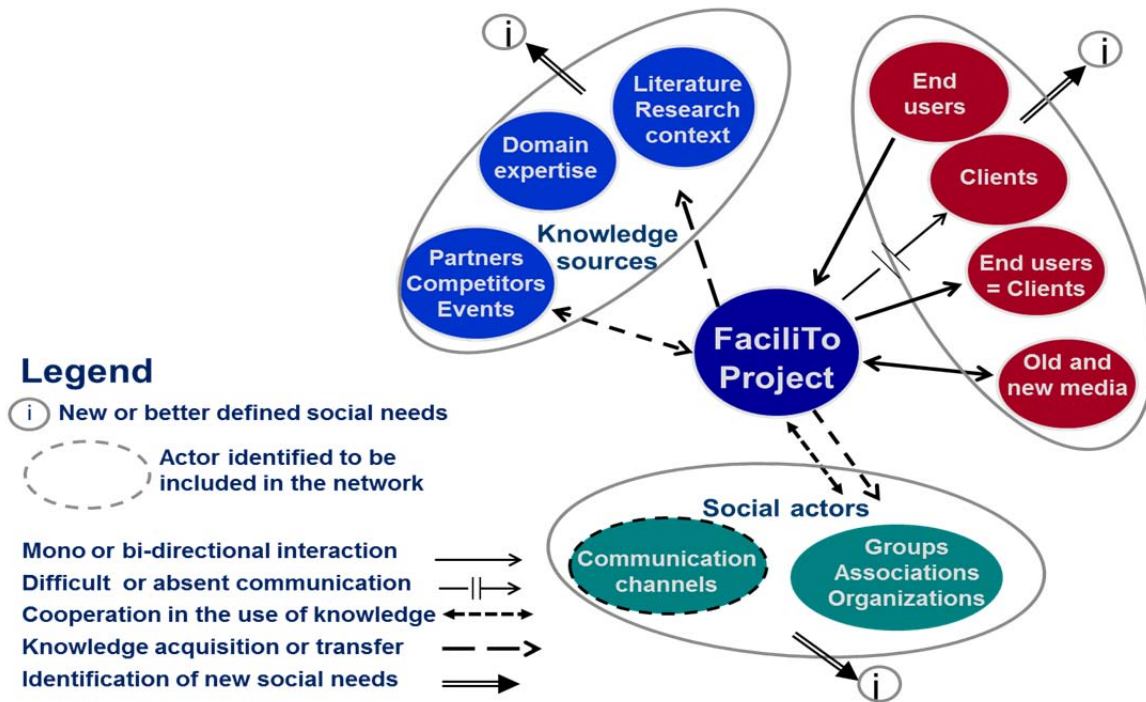 i
Literature
Research
context
Domain
expertise
Knowledge
sources
Partners
Competitors
Events
i
End
users
Clients
End users
= Clients
Old and
new media
FaciliTo
Project
Social actors
Communication
channels
Groups
Associations
Organizations
i
Legend
i New or better defined social needs
Actor identified to be
included in the network
Mono or bi-directional interaction
Difficult or absent communication
Cooperation in the use of knowledge
Knowledge acquisition or transfer
Identification of new social needs